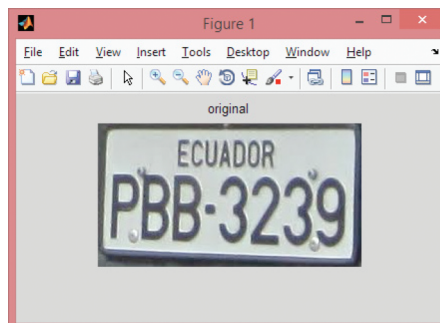 Figure 1
File Edit View Insert Tools Desktop Window Help
original
ECUADOR
PBB-3239